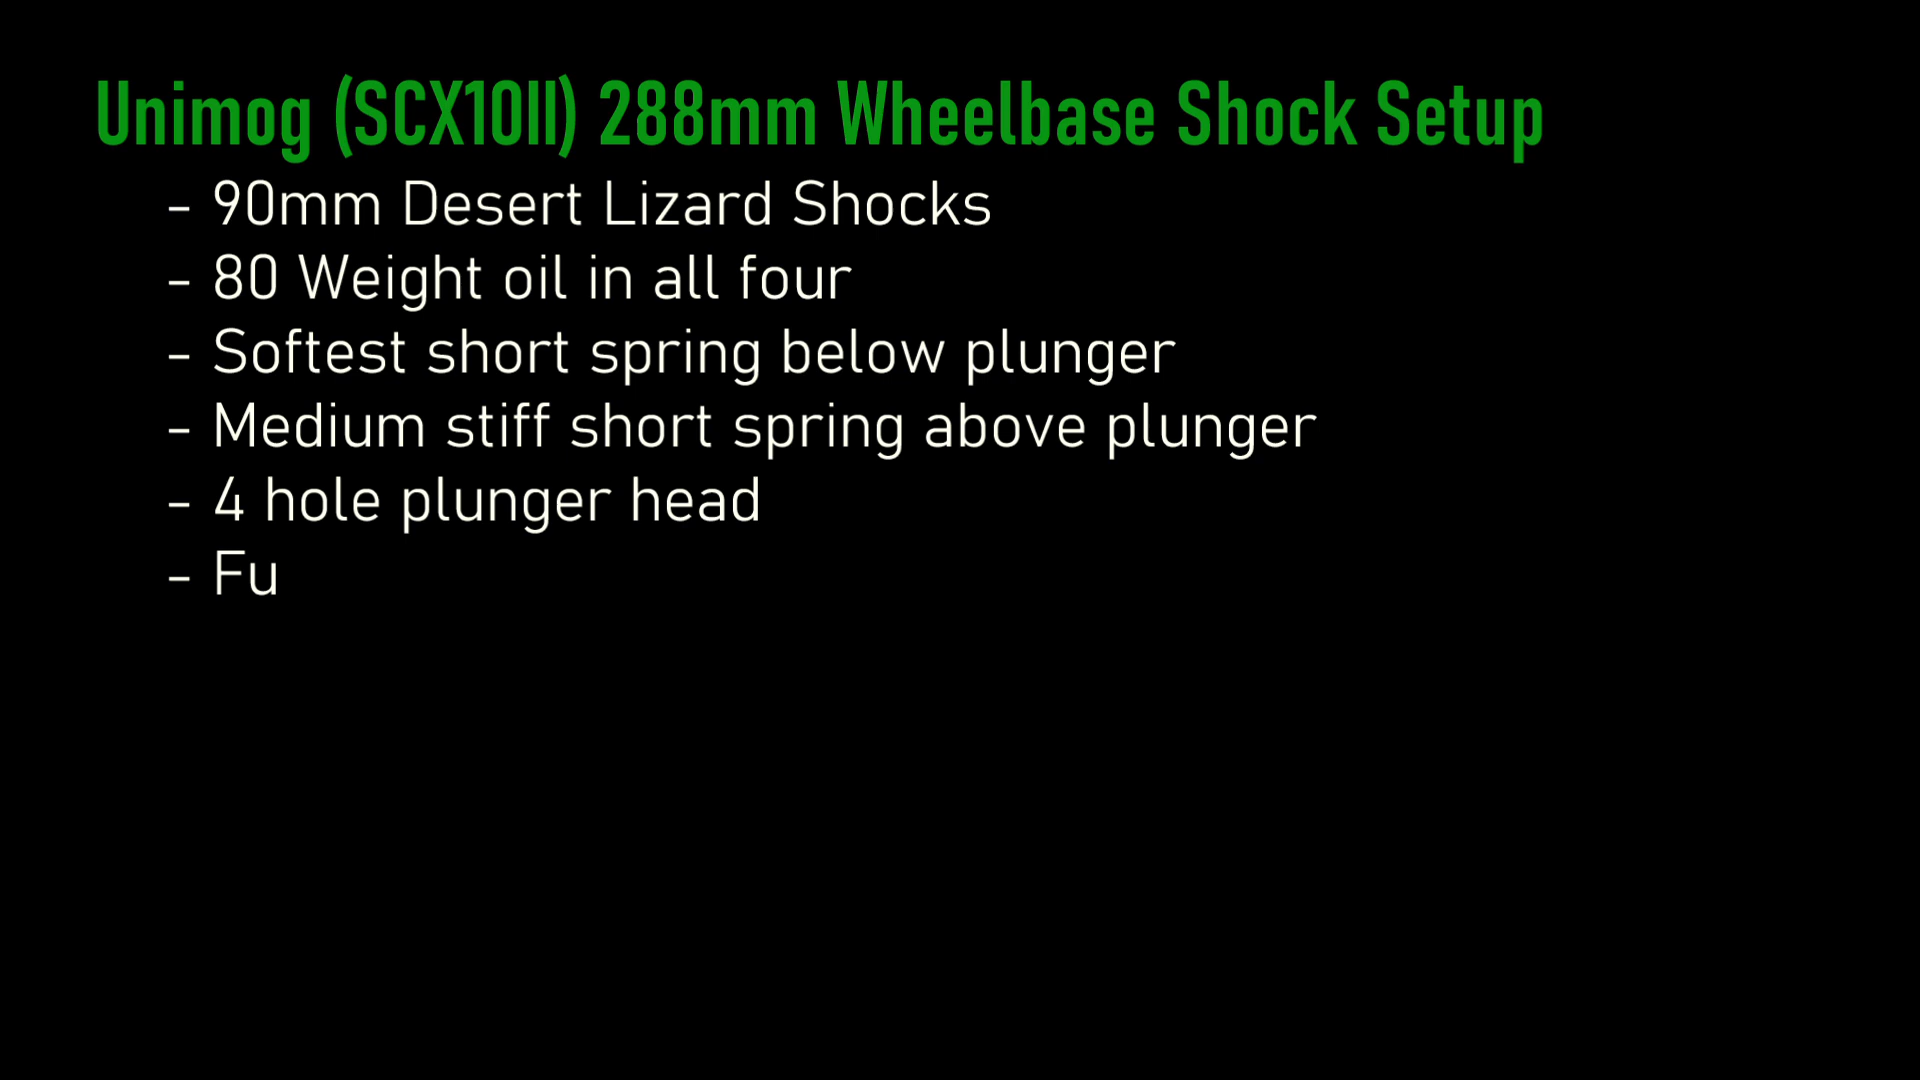 Unimog (SCX10II) 288mm Wheelbase Shock Setup
- 90mm Desert Lizard Shocks
- 80 Weight oil in all four
- Softest short spring below plunger
- Medium stiff short spring above plunger
- 4 hole plunger head
- Fu